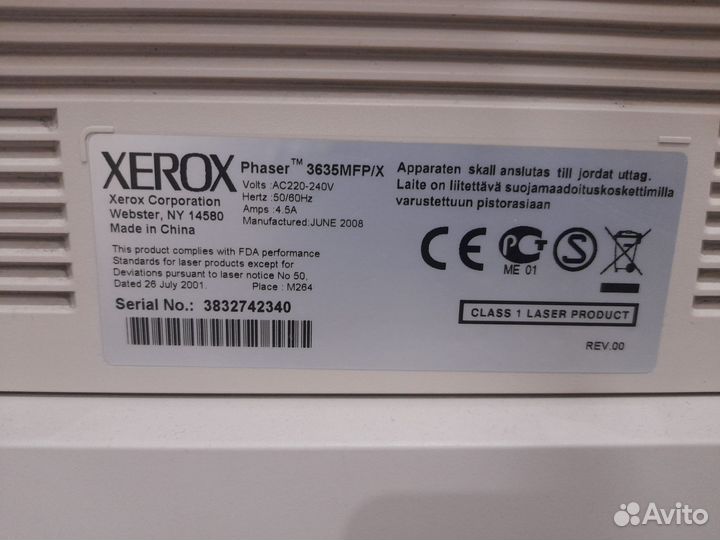 XEROX
Xerox Corporation
Webster, NY 14580
Made in China
Phaser™ 3635MFP/X
Volts :AC220-240V
Hertz :50/60Hz
Amps :4.5A
Manufactured:JUNE 2008
This product complies with FDA performance
Standards for laser products except for
Deviations pursuant to laser notice No 50,
Dated 26 July 2001. Place : M264
Serial No.: 3832742340
Apparaten skall anslutas till jordat uttag.
Laite on liitettävä suojamaadoituskoskettimilla
varustettuun pistorasiaan
CE PCT S
ME 01
CLASS 1 LASER PRODUCT
REV.00
Avito